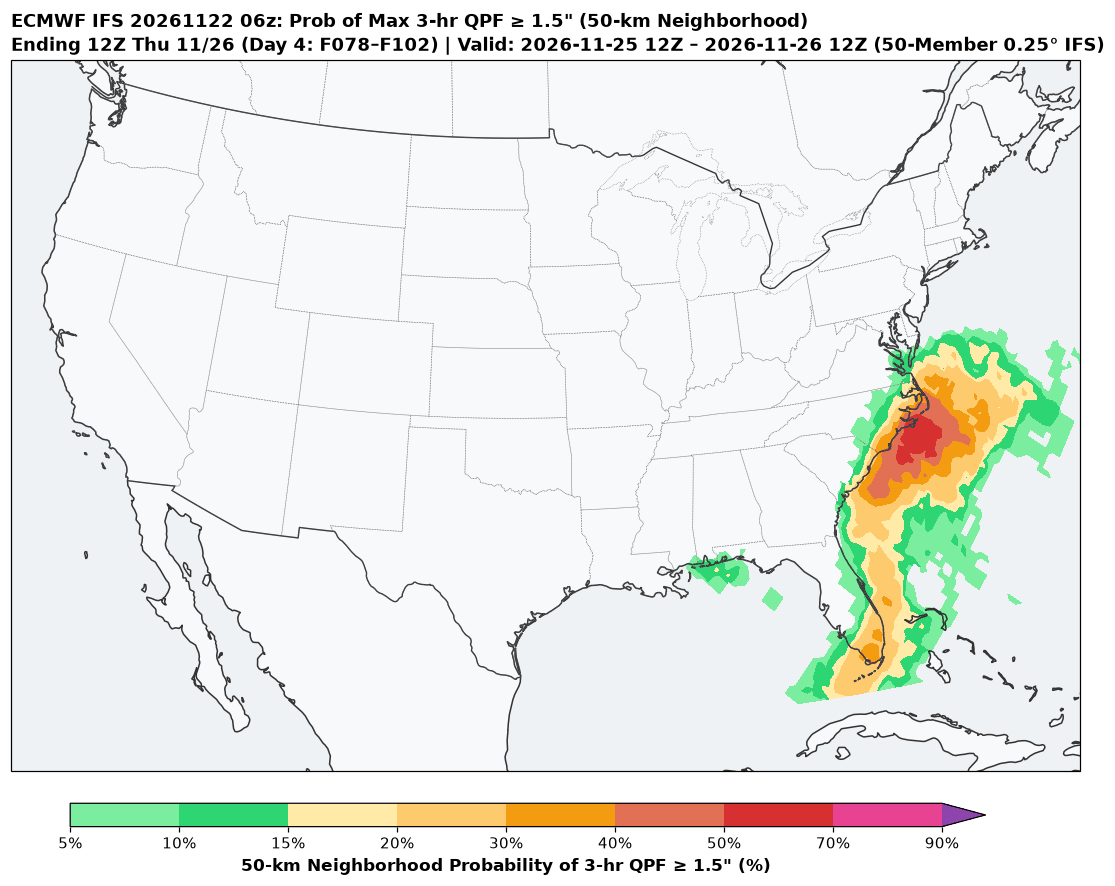 ECMWF IFS 20261122 06z: Prob of Max 3-hr QPF ≥ 1.5" (50-km Neighborhood)
Ending 12Z Thu 11/26 (Day 4: F078–F102) | Valid: 2026-11-25 12Z – 2026-11-26 12Z (50-Member 0.25° IFS)
5% 10% 15% 20% 30% 40% 50% 70% 90%
50-km Neighborhood Probability of 3-hr QPF ≥ 1.5" (%)